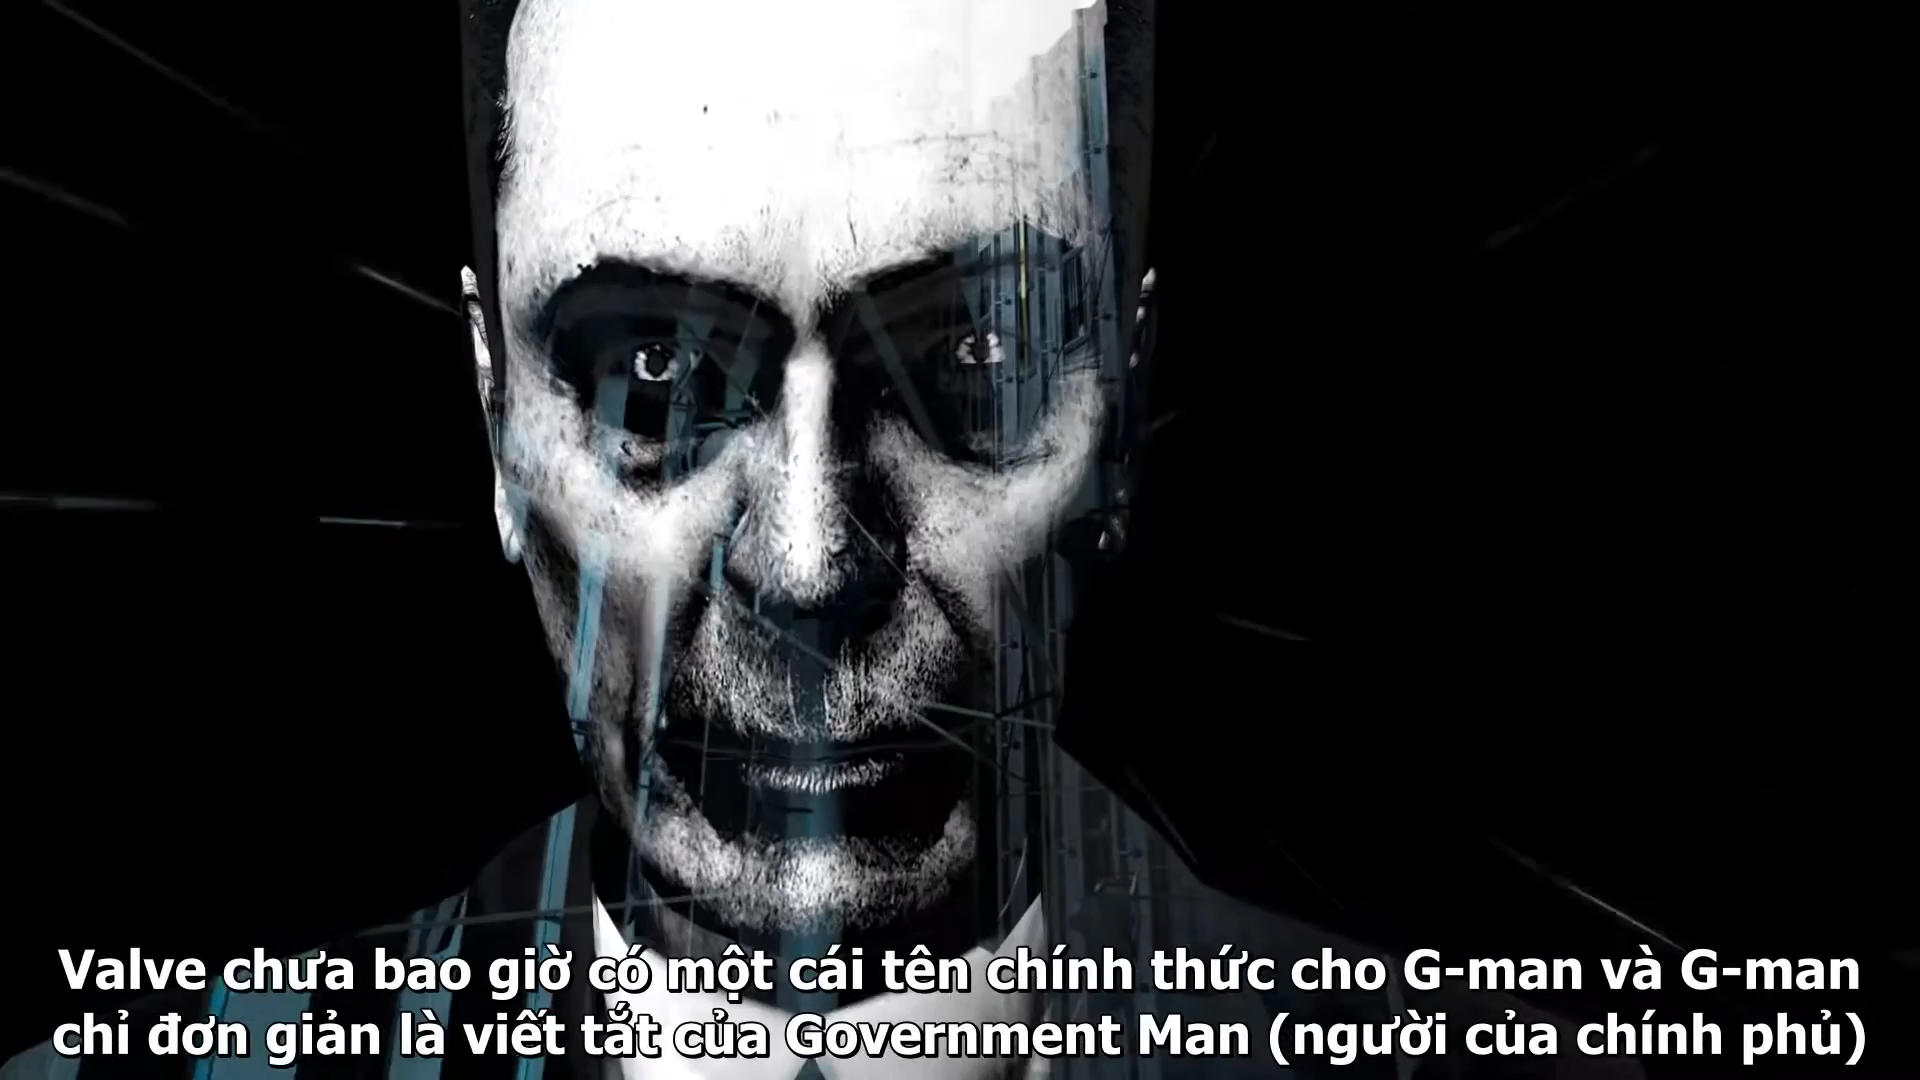 Valve chưa bao giờ có một cái tên chính thức cho G-man và G-man
chỉ đơn giản là viết tắt của Government Man (người của chính phủ)